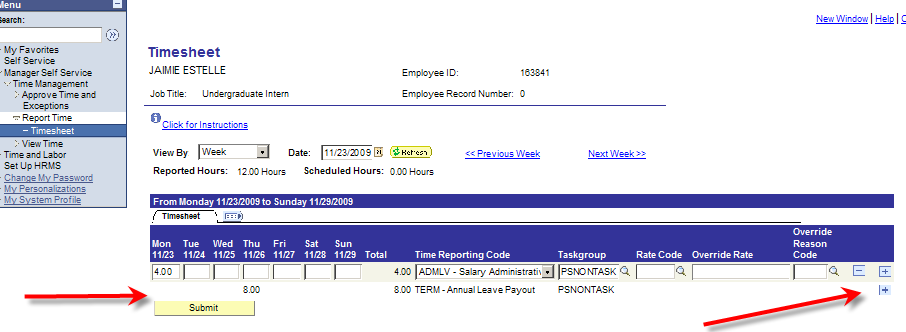 Menu
Search:
New Window | Help |
My Favorites
Self Service
Manager Self Service
Time Management
Approve Time and
Exceptions
Report Time
Timesheet
View Time
Time and Labor
Set Up HRMS
Change My Password
My Personalizations
My System Profile
Timesheet
JAIMIE ESTELLE
Employee ID: 163841
Job Title: Undergraduate Intern Employee Record Number: 0
Click for Instructions
View By Week Date: 11/23/2009 Refresh << Previous Week Next Week >>
Reported Hours: 12.00 Hours Scheduled Hours: 0.00 Hours
From Monday 11/23/2009 to Sunday 11/29/2009
Timesheet
Mon 11/23 Tue 11/24 Wed 11/25 Thu 11/26 Fri 11/27 Sat 11/28 Sun 11/29 Total Time Reporting Code Taskgroup Rate Code Override Rate Override Reason Code
4.00 4.00 ADMLV - Salary Administrativ PSNONTASK
8.00 8.00 TERM - Annual Leave Payout PSNONTASK
Submit